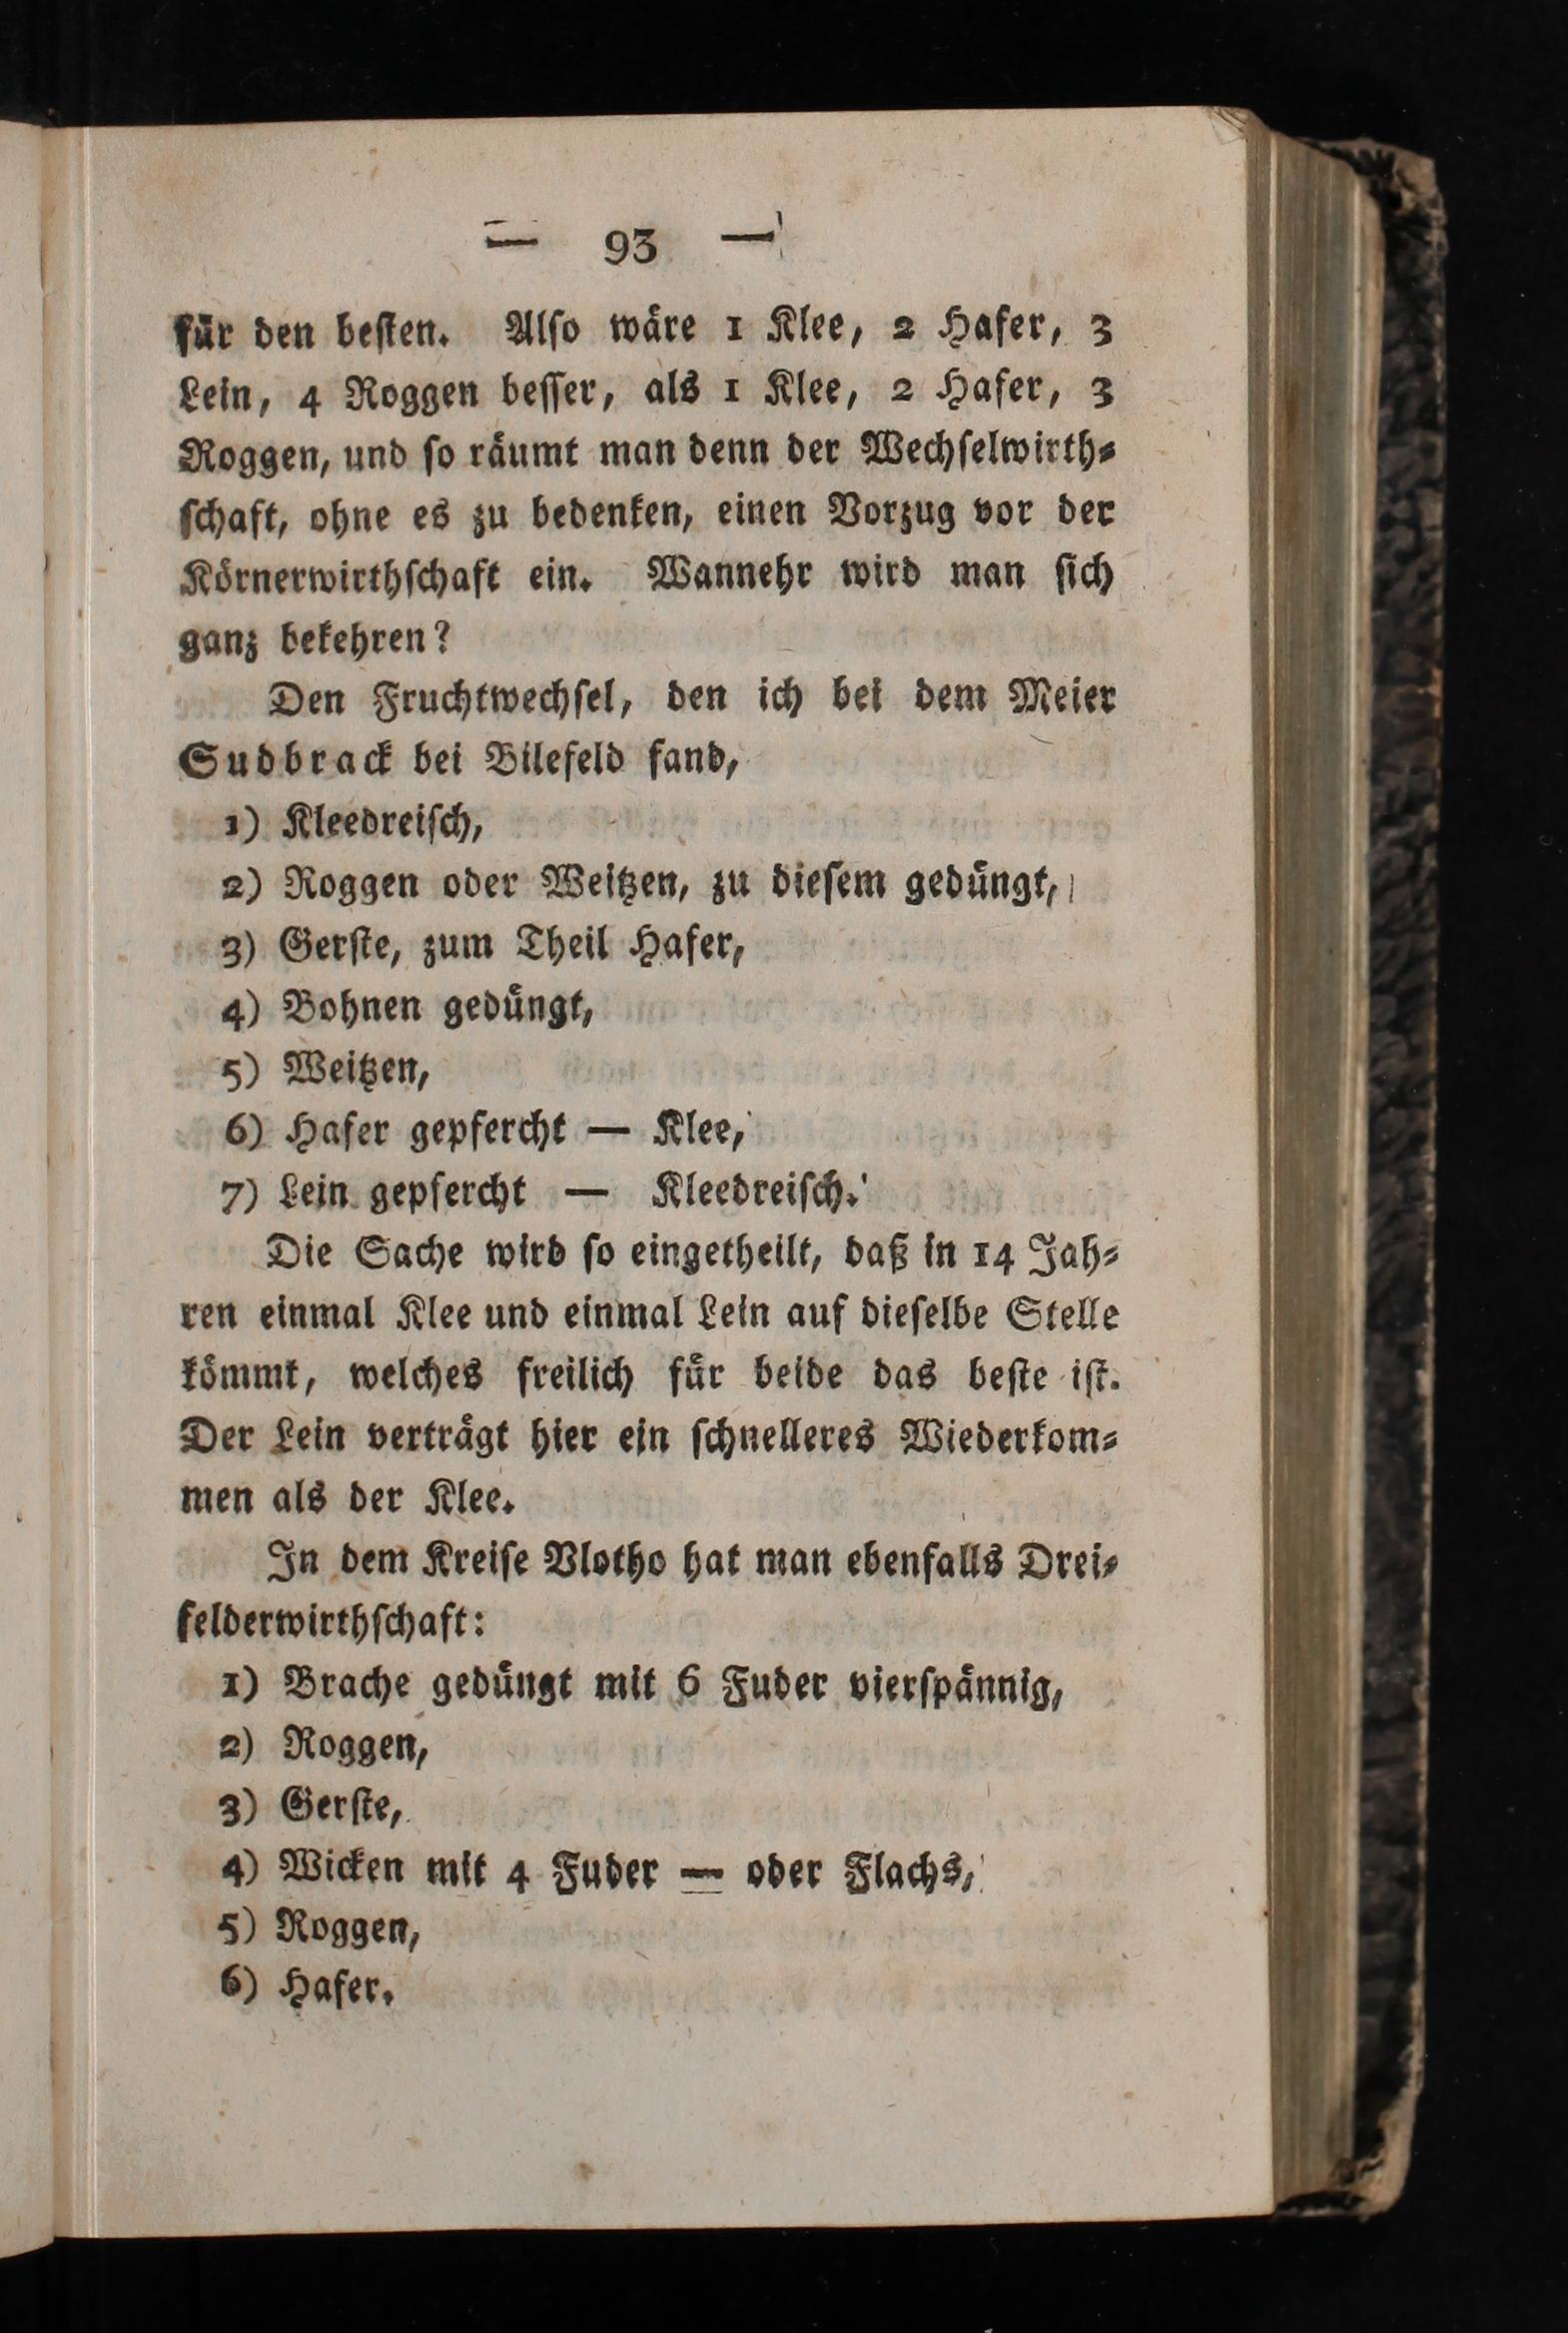 — 93 —
für den beſten. Alſo wäre 1 Klee, 2 Hafer, 3
Lein, 4 Roggen beſſer, als 1 Klee, 2 Hafer, 3
Roggen, und ſo räumt man denn der Wechſelwirth⸗
ſchaft, ohne es zu bedenken, einen Vorzug vor der
Körnerwirthſchaft ein. Wannehr wird man ſich
ganz bekehren?
Den Fruchtwechſel, den ich bei dem Meier
Sudbrack bei Bilefeld fand,
1) Kleedreiſch,
2) Roggen oder Weitzen, zu dieſem gedüngt,
3) Gerſte, zum Theil Hafer,
4) Bohnen gedüngt,
5) Weitzen,
6) Hafer gepfercht — Klee,
7) Lein gepfercht — Kleedreiſch.
Die Sache wird ſo eingetheilt, daß in 14 Jah⸗
ren einmal Klee und einmal Lein auf dieſelbe Stelle
kömmt, welches freilich für beide das beſte iſt.
Der Lein verträgt hier ein ſchnelleres Wiederkom⸗
men als der Klee.
In dem Kreiſe Vlotho hat man ebenfalls Drei⸗
felderwirthſchaft:
1) Brache gedüngt mit 6 Fuder vierſpännig,
2) Roggen,
3) Gerſte,
4) Wicken mit 4 Fuder — oder Flachs,
5) Roggen,
6) Hafer.